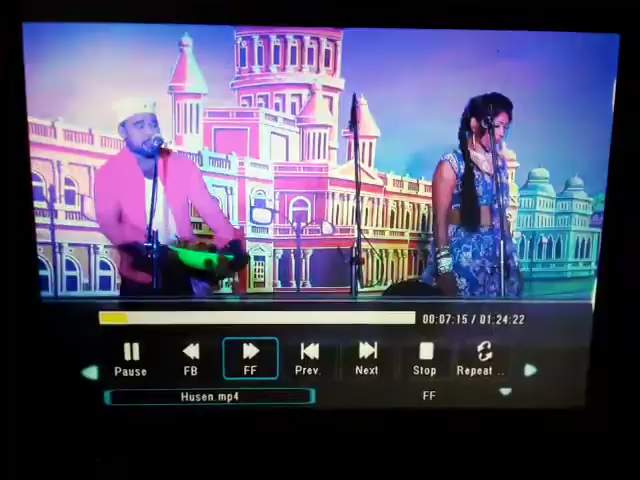 00:07:15 / 01:24:22
Pause FB FF Prev. Next Stop Repeat ..
Husen.mp4 FF